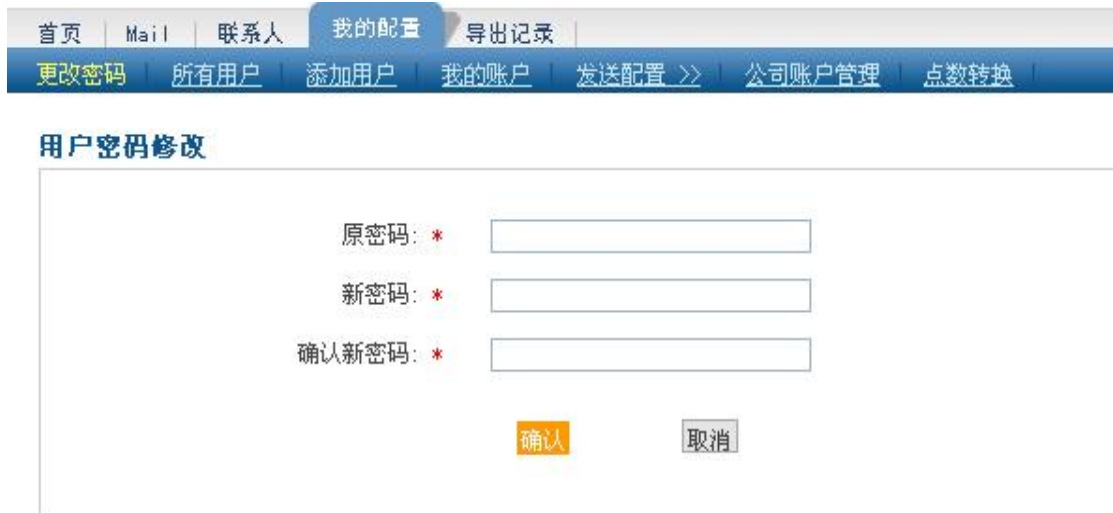 首页 | Mail | 联系人 我的配置 导出记录 |
更改密码 所有用户 添加用户 我的账户 发送配置 >> 公司账户管理 点数转换
用户密码修改
原密码: *
新密码: *
确认新密码: *
确认 取消